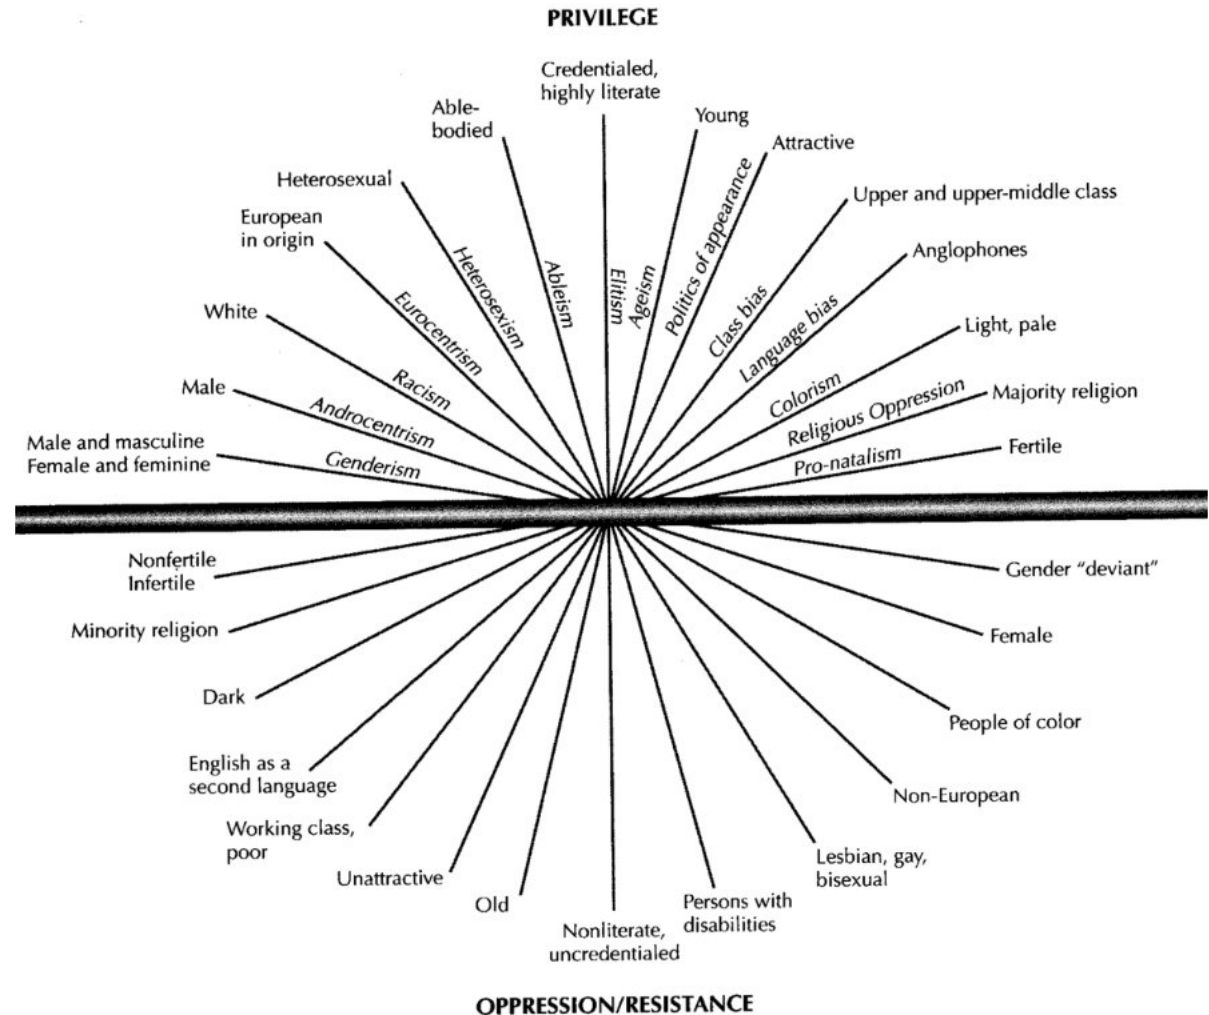 PRIVILEGE
Credentialed,
highly literate
Able-
bodied
Young
Attractive
Heterosexual
Upper and upper-middle class
European
in origin
Anglophones
White
Light, pale
Male
Majority religion
Male and masculine
Female and feminine
Fertile
Genderism
Androcentrism
Racism
Eurocentrism
Heterosexism
Ableism
Elitism
Ageism
Politics of appearance
Class bias
Language bias
Colorism
Religious Oppression
Pro-natalism
Nonfertile
Infertile
Gender “deviant”
Minority religion
Female
Dark
People of color
English as a
second language
Non-European
Working class,
poor
Lesbian, gay,
bisexual
Unattractive
Old
Persons with
disabilities
Nonliterate,
uncredentialed
OPPRESSION/RESISTANCE